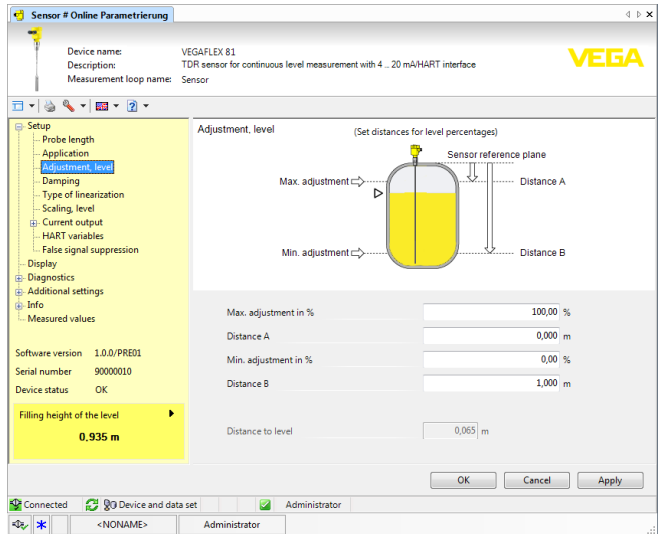 Sensor # Online Parametrierung
Device name: VEGAFLEX 81
Description: TDR sensor for continuous level measurement with 4 .. 20 mA/HART interface
Measurement loop name: Sensor
VEGA
Setup
Probe length
Application
Adjustment, level
Damping
Type of linearization
Scaling, level
Current output
HART variables
False signal suppression
Display
Diagnostics
Additional settings
Info
Measured values
Software version 1.0.0/PRE01
Serial number 90000010
Device status OK
Filling height of the level
0,935 m
Adjustment, level
(Set distances for level percentages)
Sensor reference plane
Max. adjustment
Distance A
Min. adjustment
Distance B
Max. adjustment in % 100,00 %
Distance A 0,000 m
Min. adjustment in % 0,00 %
Distance B 1,000 m
Distance to level 0,065 m
OK Cancel Apply
Connected Device and data set Administrator
<NONAME> Administrator